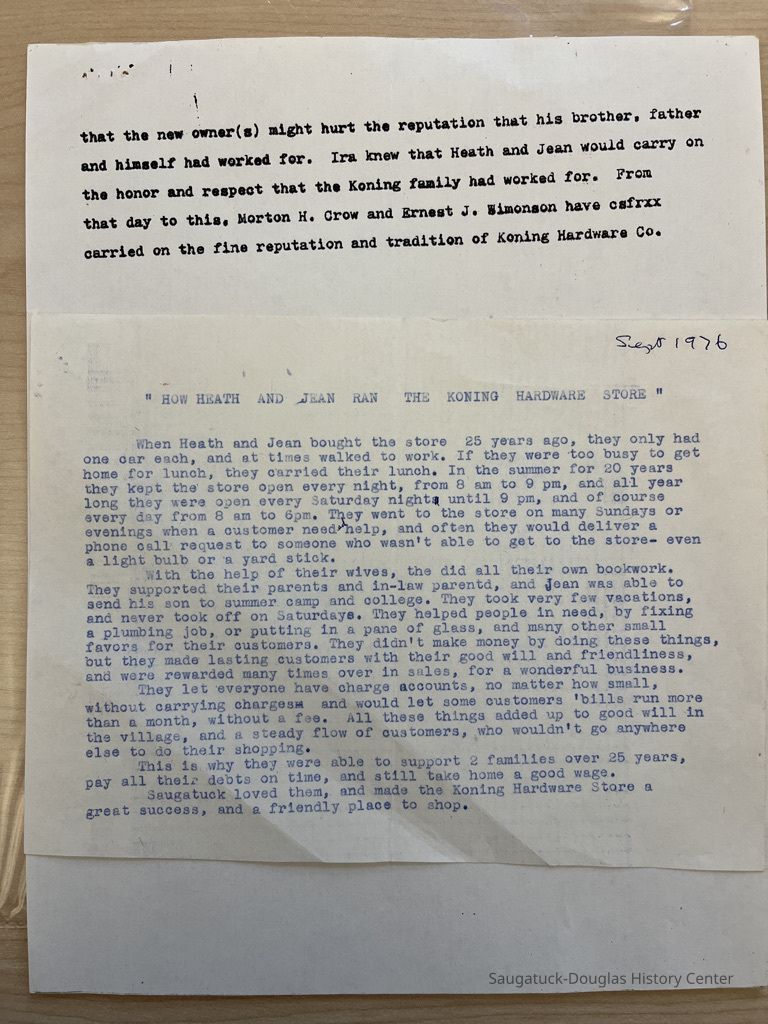 that the new owner(s) might hurt the reputation that his brother, father
and himself had worked for.  Ira knew that Heath and Jean would carry on
the honor and respect that the Koning family had worked for.  From
that day to this, Morton H. Crow and Ernest J. Simonson have csfrxx
carried on the fine reputation and tradition of Koning Hardware Co.
Sept 1976
" HOW HEATH AND JEAN RAN THE KONING HARDWARE STORE "
When Heath and Jean bought the store 25 years ago, they only had
one car each, and at times walked to work. If they were too busy to get
home for lunch, they carried their lunch. In the summer for 20 years
they kept the store open every night, from 8 am to 9 pm, and all year
long they were open every Saturday night, until 9 pm, and of course
every day from 8 am to 6pm. They went to the store on many Sundays or
evenings when a customer need help, and often they would deliver a
phone call request to someone who wasn't able to get to the store- even
a light bulb or a yard stick.
With the help of their wives, the did all their own bookwork.
They supported their parents and in-law parentd, and Jean was able to
send his son to summer camp and college. They took very few vacations,
and never took off on Saturdays. They helped people in need, by fixing
a plumbing job, or putting in a pane of glass, and many other small
favors for their customers. They didn't make money by doing these things,
but they made lasting customers with their good will and friendliness,
and were rewarded many times over in sales, for a wonderful business.
They let everyone have charge accounts, no matter how small,
without carrying charges and would let some customers 'bills run more
than a month, without a fee. All these things added up to good will in
the village, and a steady flow of customers, who wouldn't go anywhere
else to do their shopping.
This is why they were able to support 2 families over 25 years,
pay all their debts on time, and still take home a good wage.
Saugatuck loved them, and made the Koning Hardware Store a
great success, and a friendly place to shop.
Saugatuck-Douglas History Center